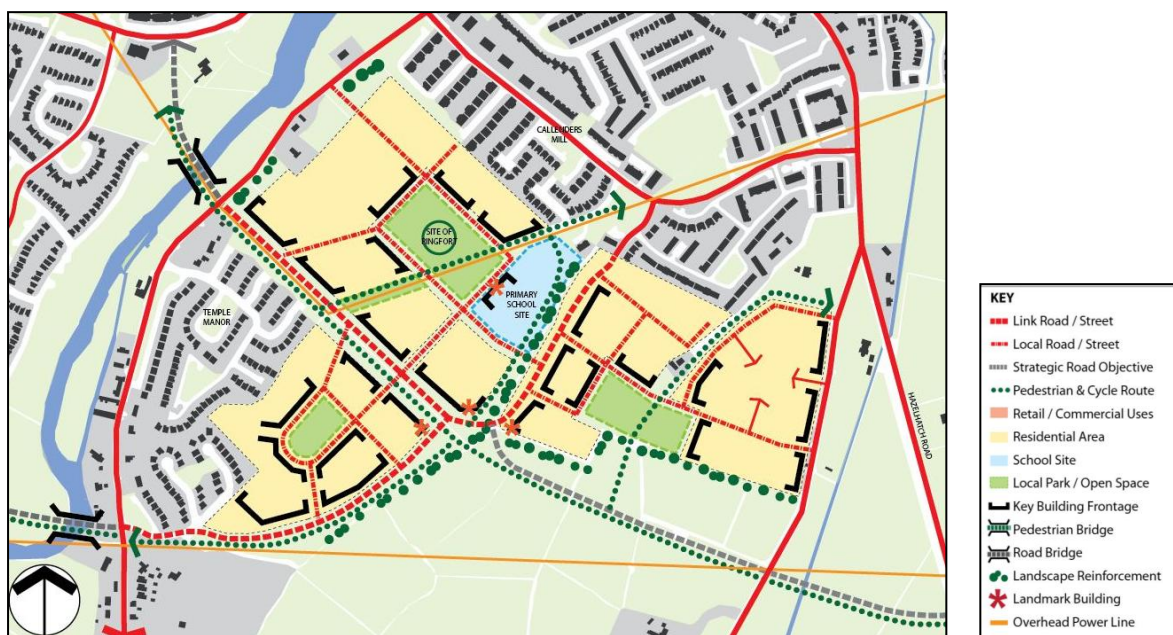 CALLENDERS
MILL
SITE OF
RINGFORT
PRIMARY
SCHOOL
SITE
TEMPLE
MANOR
HAZELHATCH ROAD
KEY
Link Road / Street
Local Road / Street
Strategic Road Objective
Pedestrian & Cycle Route
Retail / Commercial Uses
Residential Area
School Site
Local Park / Open Space
Key Building Frontage
Pedestrian Bridge
Road Bridge
Landscape Reinforcement
Landmark Building
Overhead Power Line